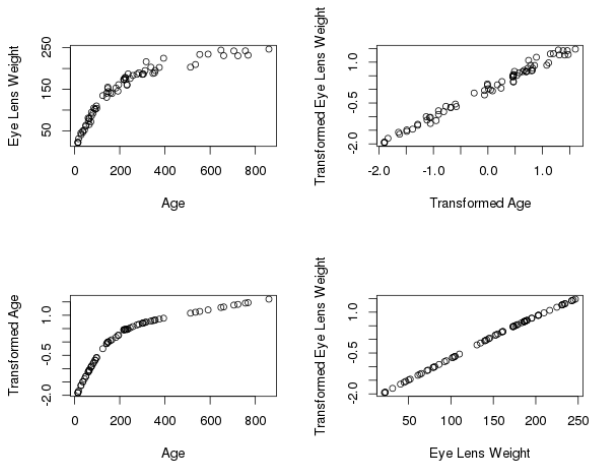 Eye Lens Weight
250
150
50
0 200 400 600 800
Age
Transformed Eye Lens Weight
1.0
-0.5
-2.0
-2.0 -1.0 0.0 1.0
Transformed Age
Transformed Age
1.0
-0.5
-2.0
0 200 400 600 800
Age
Transformed Eye Lens Weight
1.0
-0.5
-2.0
50 100 150 200 250
Eye Lens Weight